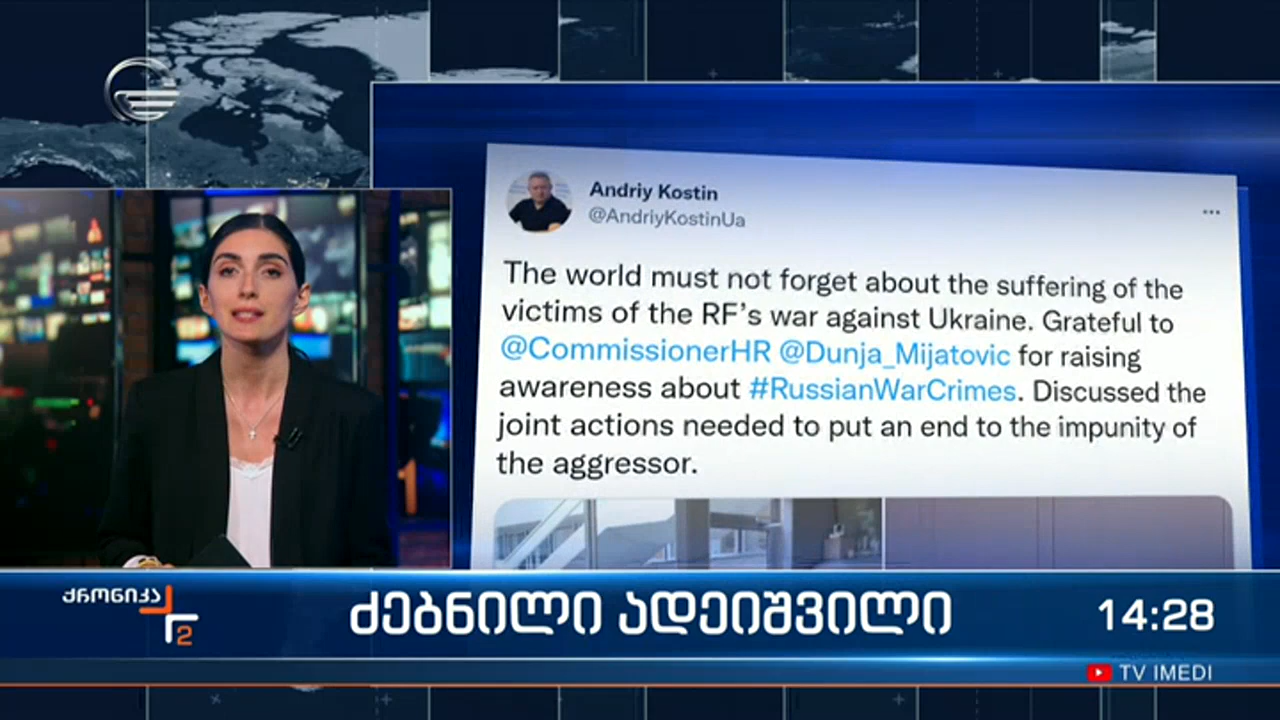 Andriy Kostin
@AndriyKostinUa
The world must not forget about the suffering of the
victims of the RF's war against Ukraine. Grateful to
@CommissionerHR @Dunja_Mijatovic for raising
awareness about #RussianWarCrimes. Discussed the
joint actions needed to put an end to the impunity of
the aggressor.
ქრონიკა
2
ძებნილი ადეიშვილი
14:28
TV IMEDI